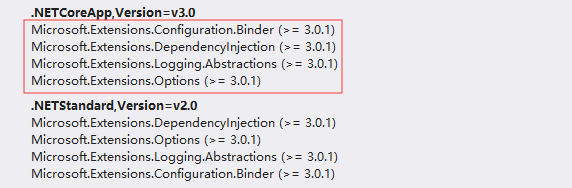 .NETCoreApp,Version=v3.0
Microsoft.Extensions.Configuration.Binder (>= 3.0.1)
Microsoft.Extensions.DependencyInjection (>= 3.0.1)
Microsoft.Extensions.Logging.Abstractions (>= 3.0.1)
Microsoft.Extensions.Options (>= 3.0.1)
.NETStandard,Version=v2.0
Microsoft.Extensions.DependencyInjection (>= 3.0.1)
Microsoft.Extensions.Options (>= 3.0.1)
Microsoft.Extensions.Logging.Abstractions (>= 3.0.1)
Microsoft.Extensions.Configuration.Binder (>= 3.0.1)